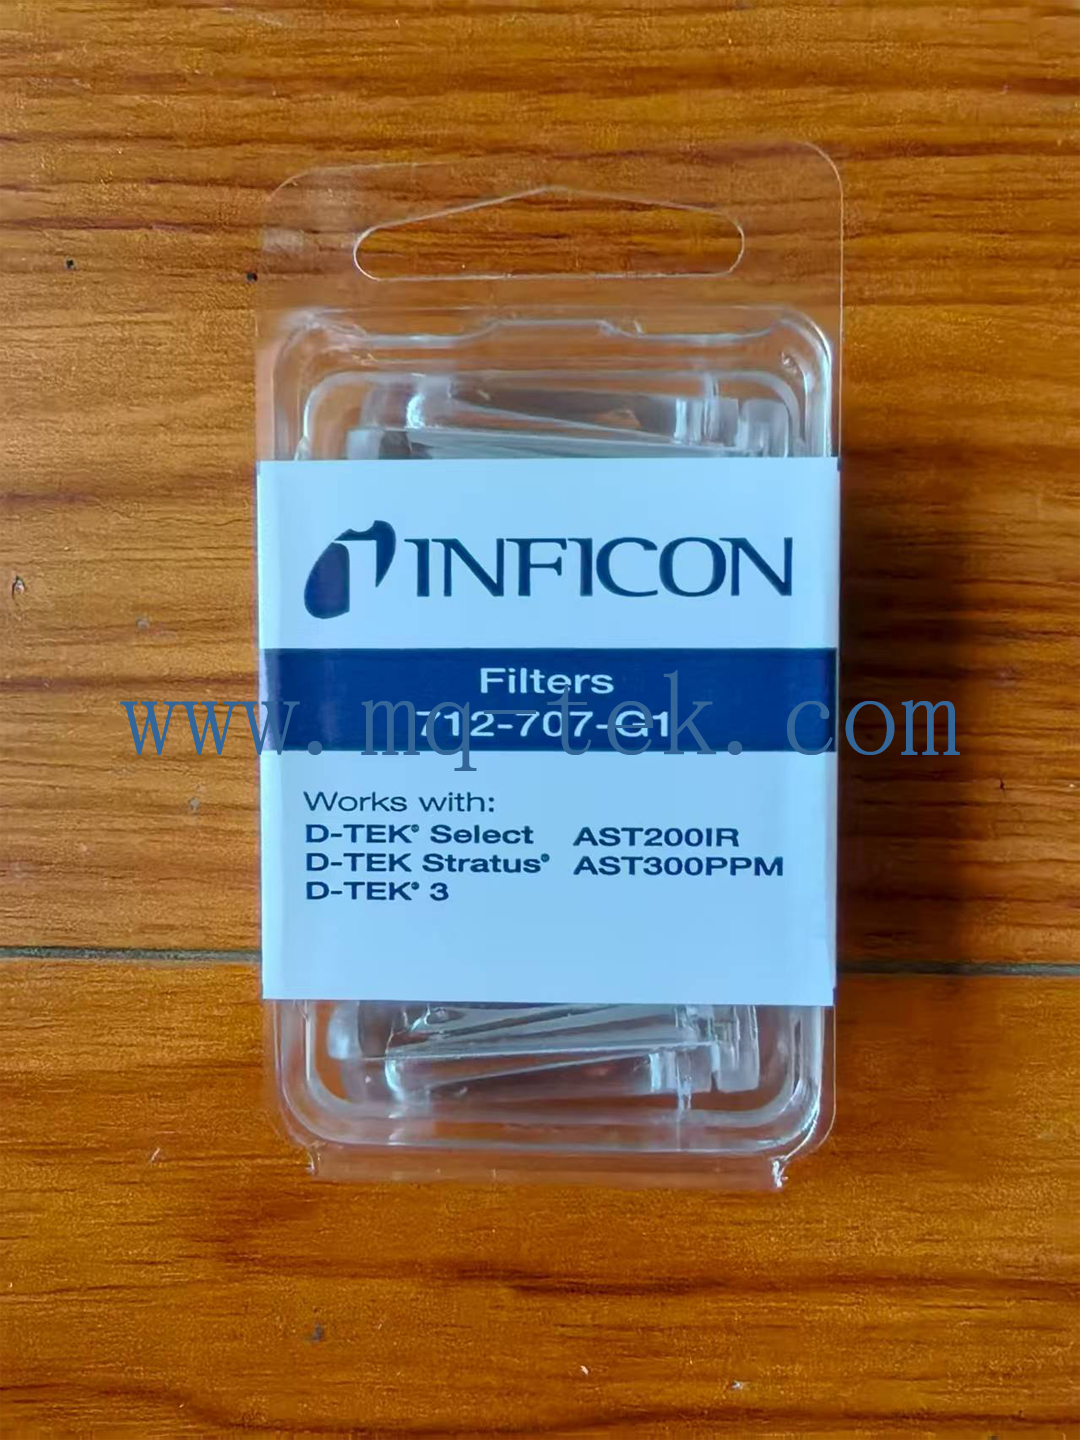 INFICON
Filters
712-707-G1
www.mq-tek.com
Works with:
D-TEK® Select AST200IR
D-TEK Stratus® AST300PPM
D-TEK® 3